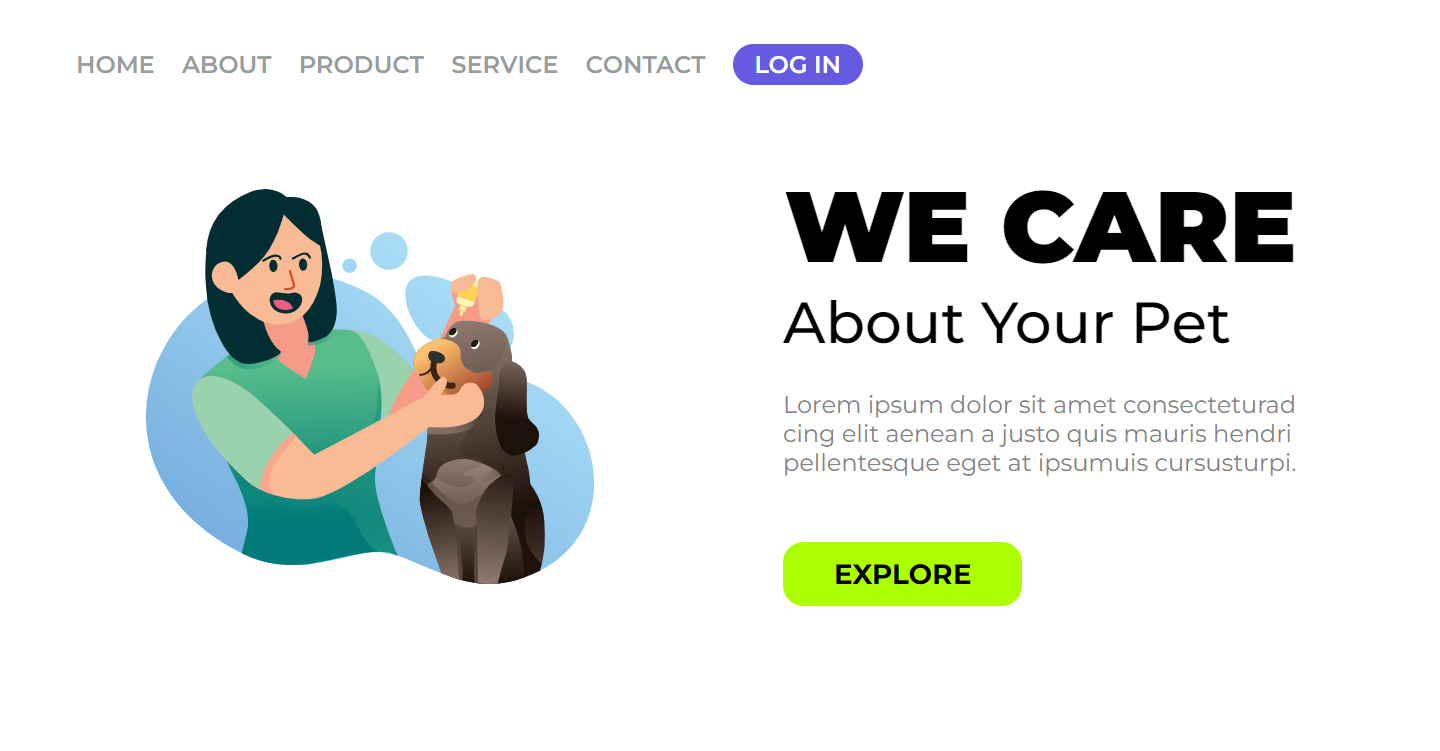 HOME ABOUT PRODUCT SERVICE CONTACT LOG IN
WE CARE
About Your Pet
Lorem ipsum dolor sit amet consecteturad
cing elit aenean a justo quis mauris hendri
pellentesque eget at ipsumuis cursusturpi.
EXPLORE